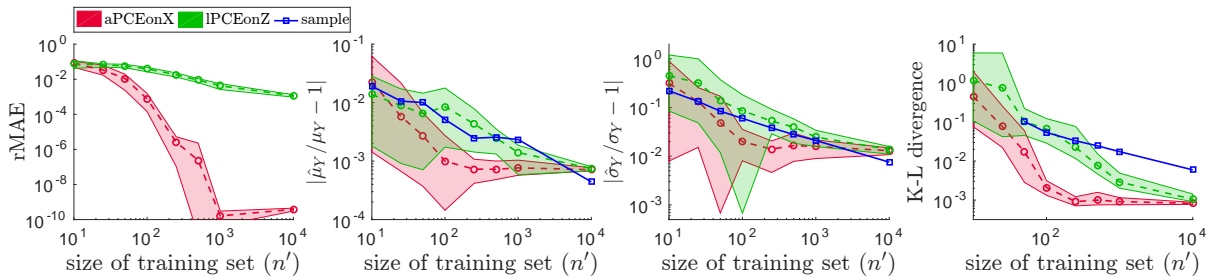 aPCEonX lPCEonZ sample
rMAE
10^0
10^-2
10^-4
10^-6
10^-8
10^-10
10^1 10^2 10^3 10^4
size of training set (n′)
|μ̂_Y/μ_Y − 1|
10^-1
10^-2
10^-3
10^-4
10^1 10^2 10^3 10^4
size of training set (n′)
|σ̂_Y/σ_Y − 1|
10^0
10^-1
10^-2
10^-3
10^1 10^2 10^3 10^4
size of training set (n′)
K-L divergence
10^1
10^0
10^-1
10^-2
10^-3
10^2 10^4
size of training set (n′)